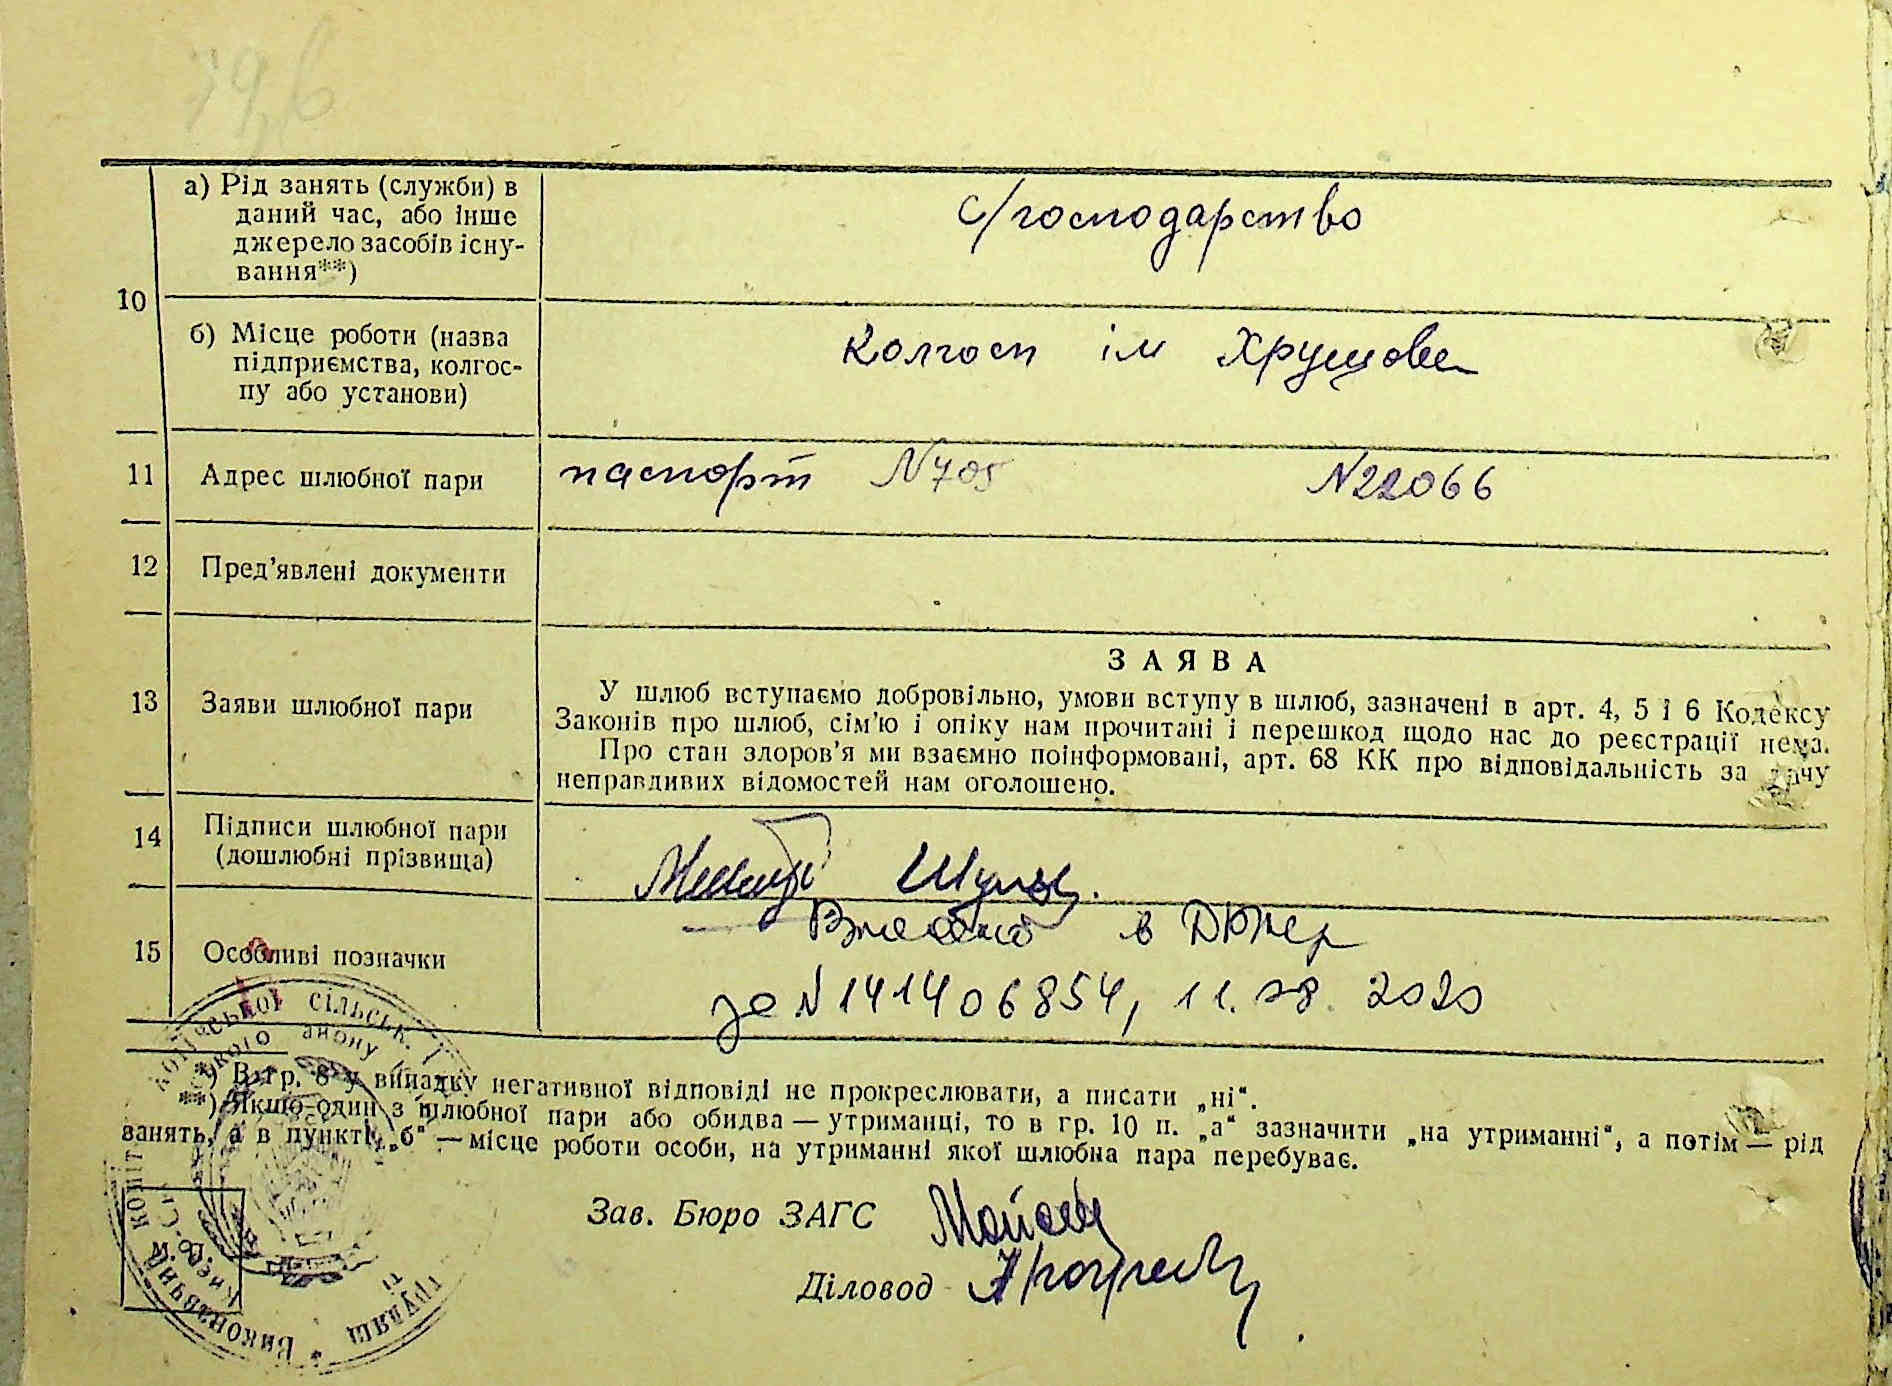 а) Рід занять (служби) в
даний час, або інше
джерело засобів існу-
вання**)
с/господарство
10
б) Місце роботи (назва
підприємства, колгос-
пу або установи)
колгосп ім Хрущова
11 Адрес шлюбної пари
паспорт N705 N22066
12 Пред'явлені документи
13 Заяви шлюбної пари
ЗАЯВА
У шлюб вступаємо добровільно, умови вступу в шлюб, зазначені в арт. 4, 5 і 6 Кодексу
Законів про шлюб, сім'ю і опіку нам прочитані і перешкод щодо нас до реєстрації нема.
Про стан здоров'я ми взаємно поінформовані, арт. 68 КК про відповідальність за дачу
неправдивих відомостей нам оголошено.
14 Підписи шлюбної пари
(дошлюбні прізвища)
15 Особливі позначки
Внесено в ДРАЦС
за N 141406854, 11.08.2020
*) В гр. 8 у випадку негативної відповіді не прокреслювати, а писати „ні“.
**) Якщо один з шлюбної пари або обидва — утриманці, то в гр. 10 п. „а“ зазначити „на утриманні“, а потім — рід
занять, а в пункті „б“ — місце роботи особи, на утриманні якої шлюбна пара перебуває.
Зав. Бюро ЗАГС
Діловод
М. П.